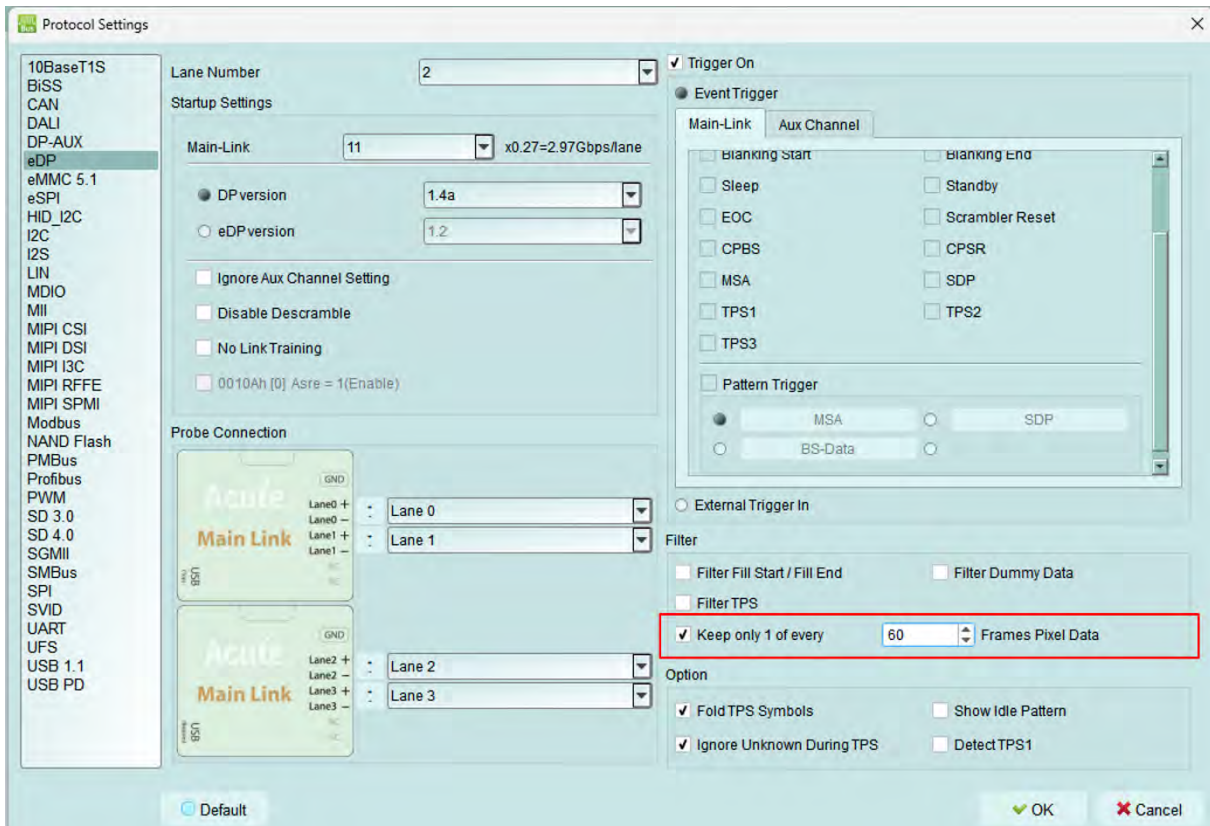 Protocol Settings
10BaseT1S
BiSS
CAN
DALI
DP-AUX
eDP
eMMC 5.1
eSPI
HID_I2C
I2C
I2S
LIN
MDIO
MII
MIPI CSI
MIPI DSI
MIPI I3C
MIPI RFFE
MIPI SPMI
Modbus
NAND Flash
PMBus
Profibus
PWM
SD 3.0
SD 4.0
SGMII
SMBus
SPI
SVID
UART
UFS
USB 1.1
USB PD
Lane Number 2
Startup Settings
Main-Link 11 x0.27=2.97Gbps/lane
DP version 1.4a
eDP version 1.2
Ignore Aux Channel Setting
Disable Descramble
No Link Training
0010Ah [0] Asre = 1(Enable)
Probe Connection
Acute
Main Link
GND
Lane0 +
Lane0 −
Lane1 +
Lane1 −
USB
: Lane 0
: Lane 1
Acute
Main Link
GND
Lane2 +
Lane2 −
Lane3 +
Lane3 −
USB
: Lane 2
: Lane 3
Trigger On
Event Trigger
Main-Link Aux Channel
Blanking Start Blanking End
Sleep Standby
EOC Scrambler Reset
CPBS CPSR
MSA SDP
TPS1 TPS2
TPS3
Pattern Trigger
MSA SDP
BS-Data
External Trigger In
Filter
Filter Fill Start / Fill End Filter Dummy Data
Filter TPS
Keep only 1 of every 60 Frames Pixel Data
Option
Fold TPS Symbols Show Idle Pattern
Ignore Unknown During TPS Detect TPS1
Default
OK Cancel